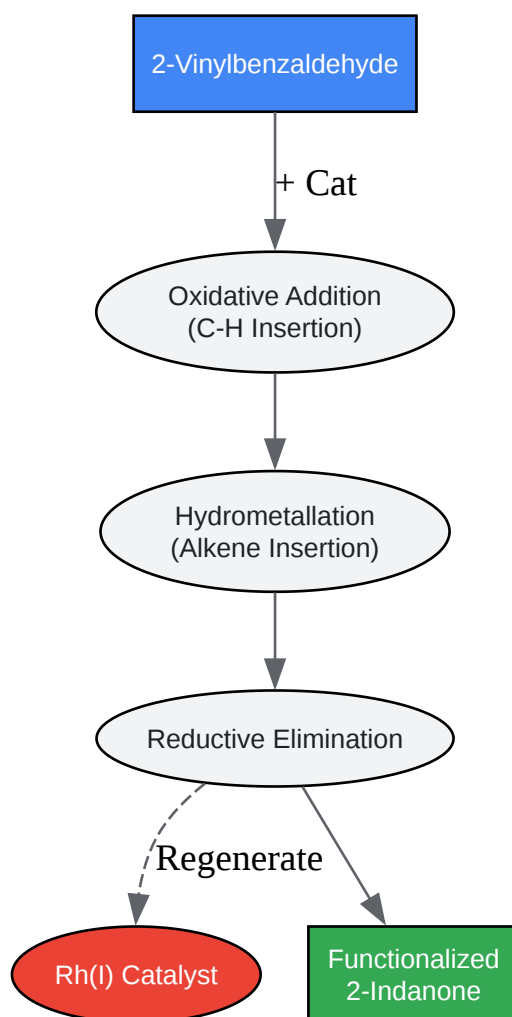 2-Vinylbenzaldehyde
+ Cat
Oxidative Addition
(C-H Insertion)
Hydrometallation
(Alkene Insertion)
Reductive Elimination
Regenerate
Rh(I) Catalyst
Functionalized
2-Indanone